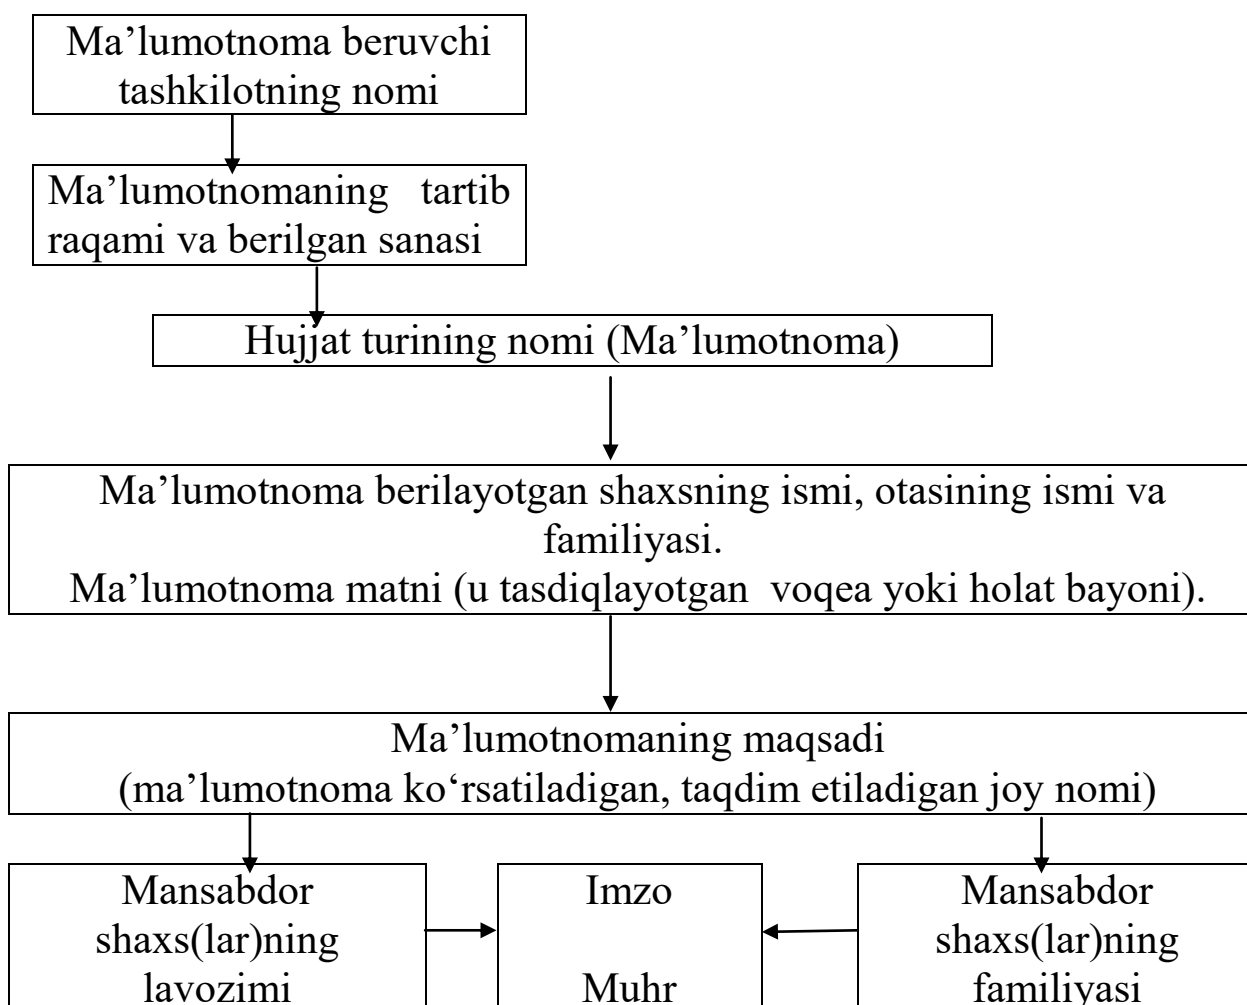 Ma’lumotnoma beruvchi
tashkilotning nomi
Ma’lumotnomaning tartib
raqami va berilgan sanasi
Hujjat turining nomi (Ma’lumotnoma)
Ma’lumotnoma berilayotgan shaxsning ismi, otasining ismi va
familiyasi.
Ma’lumotnoma matni (u tasdiqlayotgan voqea yoki holat bayoni).
Ma’lumotnomaning maqsadi
(ma’lumotnoma ko‘rsatiladigan, taqdim etiladigan joy nomi)
Mansabdor
shaxs(lar)ning
lavozimi
Imzo
Muhr
Mansabdor
shaxs(lar)ning
familiyasi